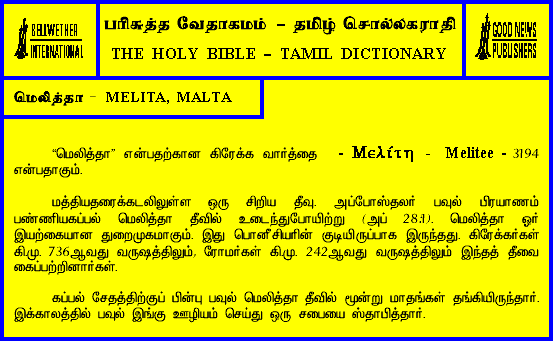 BELLWETHER
INTERNATIONAL
பரிசுத்த வேதாகமம் - தமிழ் சொல்லகராதி
THE HOLY BIBLE - TAMIL DICTIONARY
GOOD NEWS
PUBLISHERS
மெலித்தா - MELITA, MALTA
“மெலித்தா” என்பதற்கான கிரேக்க வார்த்தை - Μελίτη - Melitee - 3194
என்பதாகும்.
மத்தியதரைக்கடலிலுள்ள ஒரு சிறிய தீவு. அப்போஸ்தலர் பவுல் பிரயாணம்
பண்ணியகப்பல் மெலித்தா தீவில் உடைந்துபோயிற்று (அப் 28:1). மெலித்தா ஓர்
இயற்கையான துறைமுகமாகும். இது பொனீசியரின் குடியிருப்பாக இருந்தது. கிரேக்கர்கள்
கி.மு. 736ஆவது வருஷத்திலும், ரோமர்கள் கி.மு. 242ஆவது வருஷத்திலும் இந்தத் தீவை
கைப்பற்றினார்கள்.
கப்பல் சேதத்திற்குப் பின்பு பவுல் மெலித்தா தீவில் மூன்று மாதங்கள் தங்கியிருந்தார்.
இக்காலத்தில் பவுல் இங்கு ஊழியம் செய்து ஒரு சபையை ஸ்தாபித்தார்.